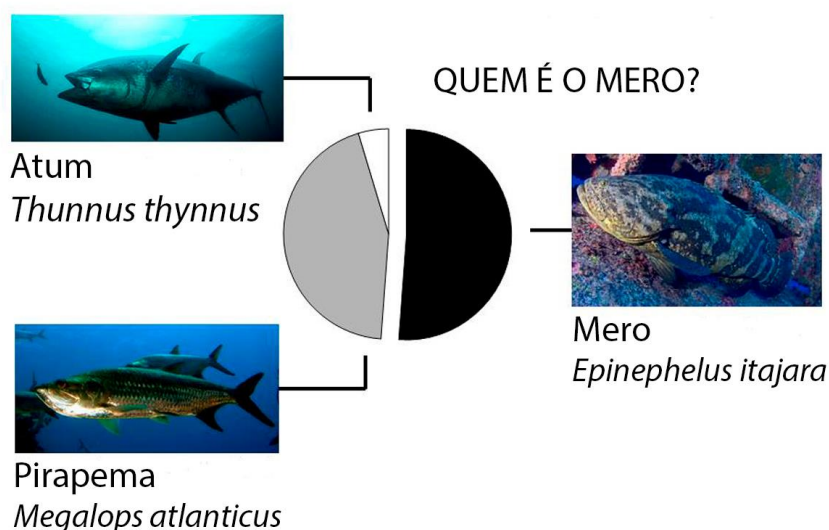 QUEM É O MERO?
Atum
Thunnus thynnus
Mero
Epinephelus itajara
Pirapema
Megalops atlanticus